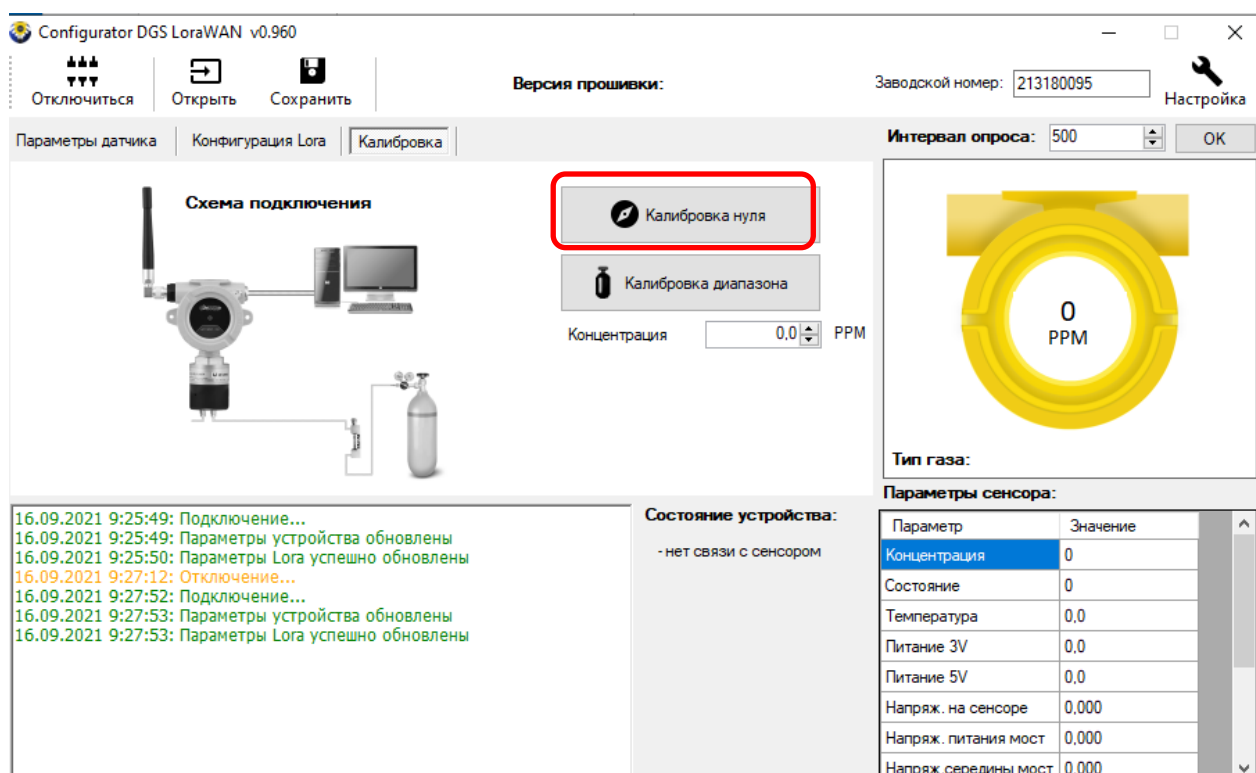 Configurator DGS LoraWAN v0.960
Отключиться
Открыть
Сохранить
Версия прошивки:
Заводской номер: 213180095
Настройка
Параметры датчика
Конфигурация Lora
Калибровка
Интервал опроса: 500
OK
Схема подключения
Калибровка нуля
Калибровка диапазона
Концентрация 0,0 PPM
0
PPM
Тип газа:
16.09.2021 9:25:49: Подключение...
16.09.2021 9:25:49: Параметры устройства обновлены
16.09.2021 9:25:50: Параметры Lora успешно обновлены
16.09.2021 9:27:12: Отключение...
16.09.2021 9:27:52: Подключение...
16.09.2021 9:27:53: Параметры устройства обновлены
16.09.2021 9:27:53: Параметры Lora успешно обновлены
Состояние устройства:
- нет связи с сенсором
Параметры сенсора:
Параметр Значение
Концентрация 0
Состояние 0
Температура 0,0
Питание 3V 0,0
Питание 5V 0,0
Напряж. на сенсоре 0,000
Напряж. питания мост 0,000
Напряж середины мост 0,000